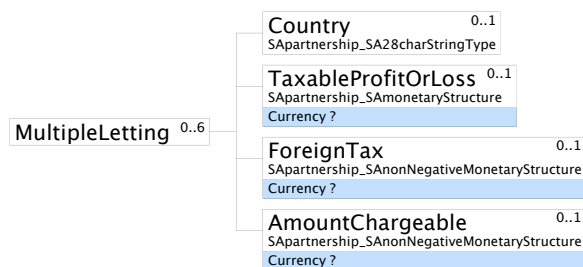 Country 0..1
SApartnership_SA28charStringType
TaxableProfitOrLoss 0..1
SApartnership_SAmonetaryStructure
Currency ?
MultipleLetting 0..6
ForeignTax 0..1
SApartnership_SAnonNegativeMonetaryStructure
Currency ?
AmountChargeable 0..1
SApartnership_SAnonNegativeMonetaryStructure
Currency ?